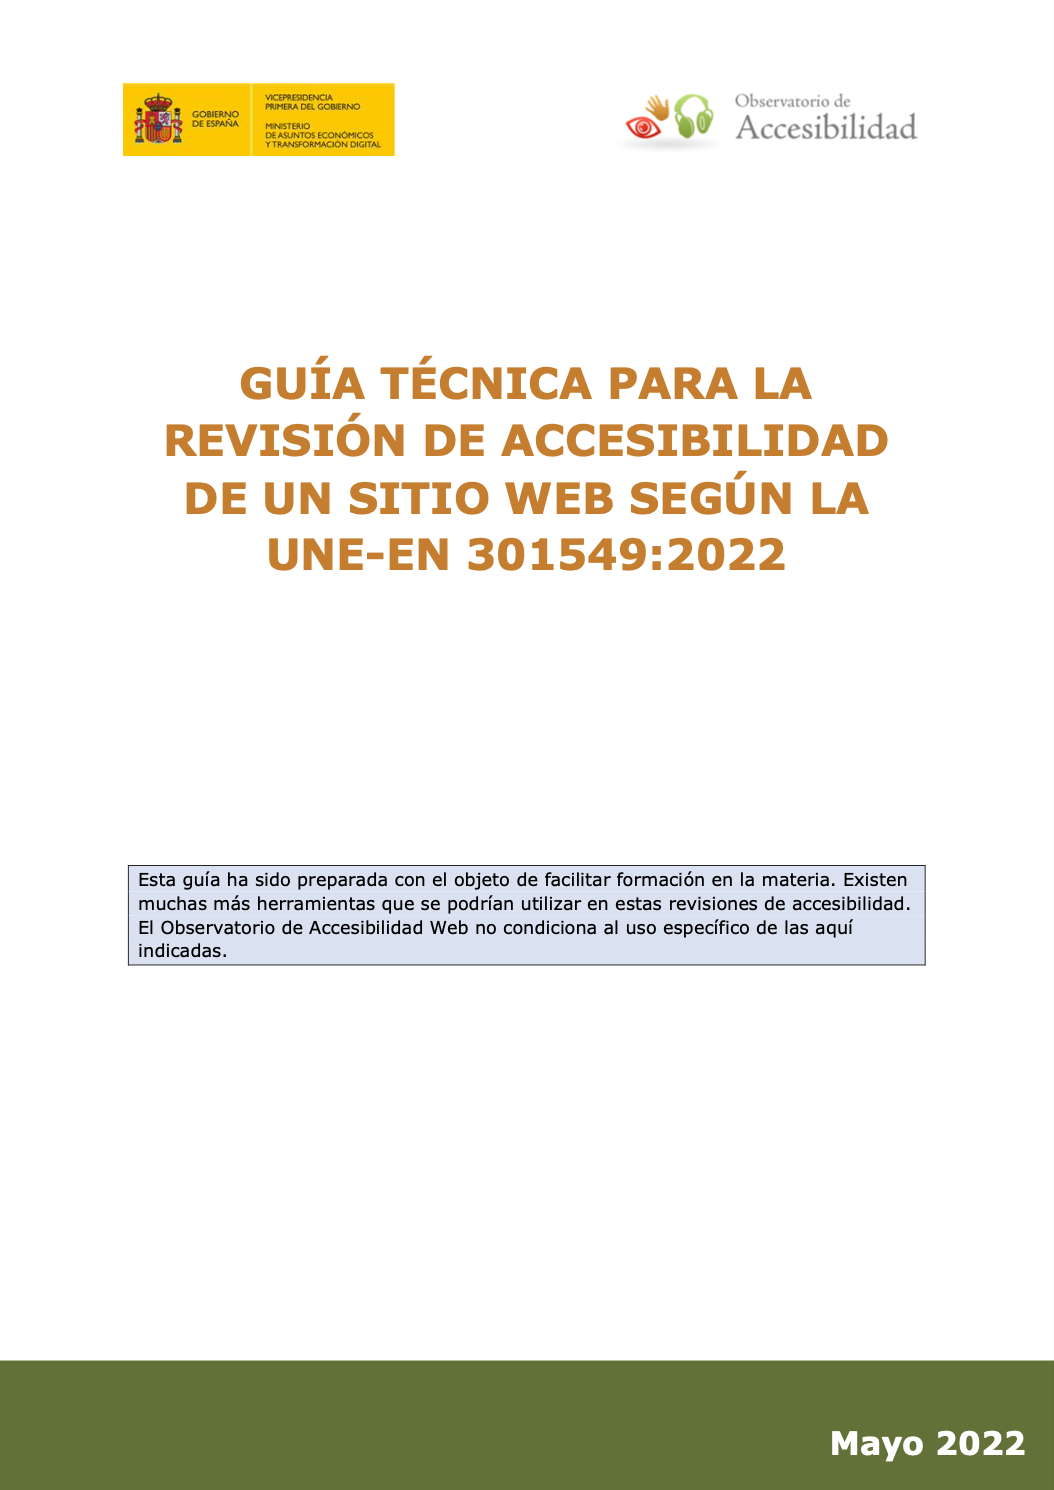 GOBIERNO
DE ESPAÑA
VICEPRESIDENCIA
PRIMERA DEL GOBIERNO
MINISTERIO
DE ASUNTOS ECONÓMICOS
Y TRANSFORMACIÓN DIGITAL
Observatorio de
Accesibilidad
GUÍA TÉCNICA PARA LA
REVISIÓN DE ACCESIBILIDAD
DE UN SITIO WEB SEGÚN LA
UNE-EN 301549:2022
Esta guía ha sido preparada con el objeto de facilitar formación en la materia. Existen
muchas más herramientas que se podrían utilizar en estas revisiones de accesibilidad.
El Observatorio de Accesibilidad Web no condiciona al uso específico de las aquí
indicadas.
Mayo 2022